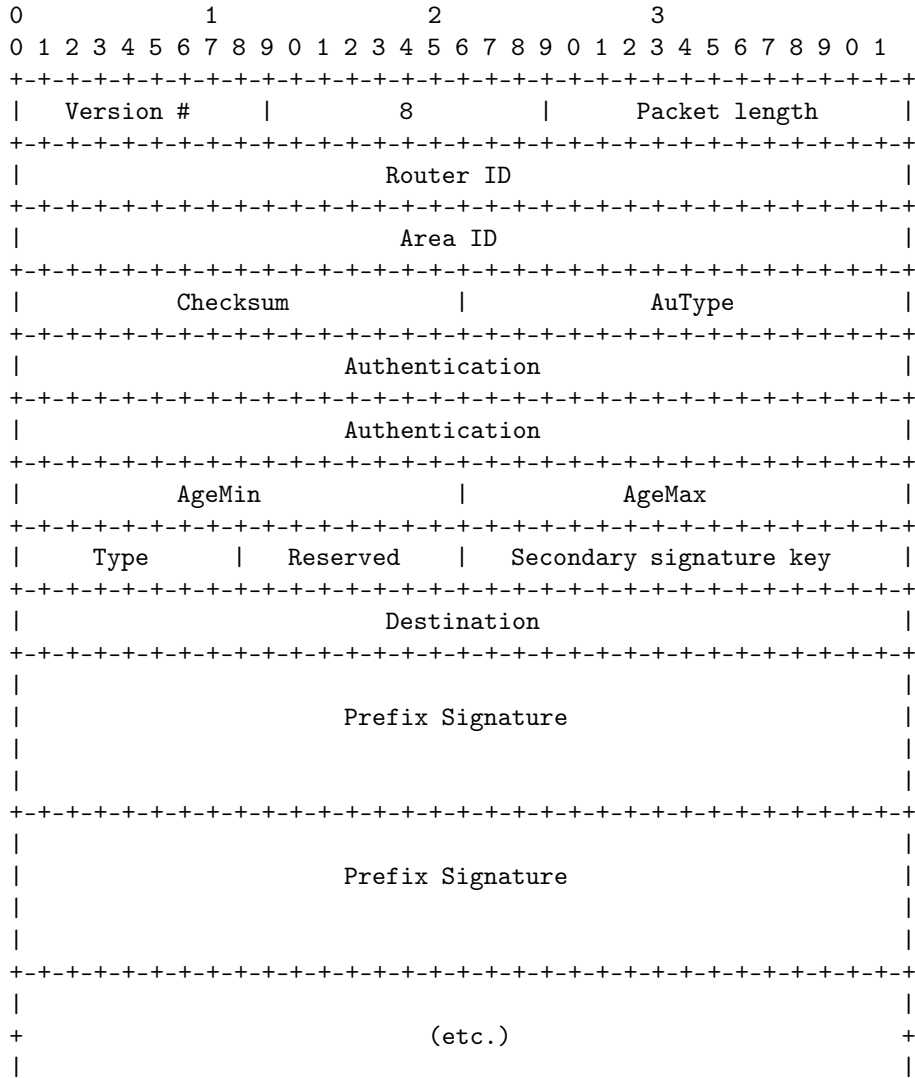 0                   1                   2                   3
0 1 2 3 4 5 6 7 8 9 0 1 2 3 4 5 6 7 8 9 0 1 2 3 4 5 6 7 8 9 0 1
+-+-+-+-+-+-+-+-+-+-+-+-+-+-+-+-+-+-+-+-+-+-+-+-+-+-+-+-+-+-+-+-+
| Version # | 8 | Packet length |
+-+-+-+-+-+-+-+-+-+-+-+-+-+-+-+-+-+-+-+-+-+-+-+-+-+-+-+-+-+-+-+-+
| Router ID |
+-+-+-+-+-+-+-+-+-+-+-+-+-+-+-+-+-+-+-+-+-+-+-+-+-+-+-+-+-+-+-+-+
| Area ID |
+-+-+-+-+-+-+-+-+-+-+-+-+-+-+-+-+-+-+-+-+-+-+-+-+-+-+-+-+-+-+-+-+
| Checksum | AuType |
+-+-+-+-+-+-+-+-+-+-+-+-+-+-+-+-+-+-+-+-+-+-+-+-+-+-+-+-+-+-+-+-+
| Authentication |
+-+-+-+-+-+-+-+-+-+-+-+-+-+-+-+-+-+-+-+-+-+-+-+-+-+-+-+-+-+-+-+-+
| Authentication |
+-+-+-+-+-+-+-+-+-+-+-+-+-+-+-+-+-+-+-+-+-+-+-+-+-+-+-+-+-+-+-+-+
| AgeMin | AgeMax |
+-+-+-+-+-+-+-+-+-+-+-+-+-+-+-+-+-+-+-+-+-+-+-+-+-+-+-+-+-+-+-+-+
| Type | Reserved | Secondary signature key |
+-+-+-+-+-+-+-+-+-+-+-+-+-+-+-+-+-+-+-+-+-+-+-+-+-+-+-+-+-+-+-+-+
| Destination |
+-+-+-+-+-+-+-+-+-+-+-+-+-+-+-+-+-+-+-+-+-+-+-+-+-+-+-+-+-+-+-+-+
| |
| Prefix Signature |
| |
| |
+-+-+-+-+-+-+-+-+-+-+-+-+-+-+-+-+-+-+-+-+-+-+-+-+-+-+-+-+-+-+-+-+
| |
| Prefix Signature |
| |
| |
+-+-+-+-+-+-+-+-+-+-+-+-+-+-+-+-+-+-+-+-+-+-+-+-+-+-+-+-+-+-+-+-+
| |
+ (etc.) +
| |